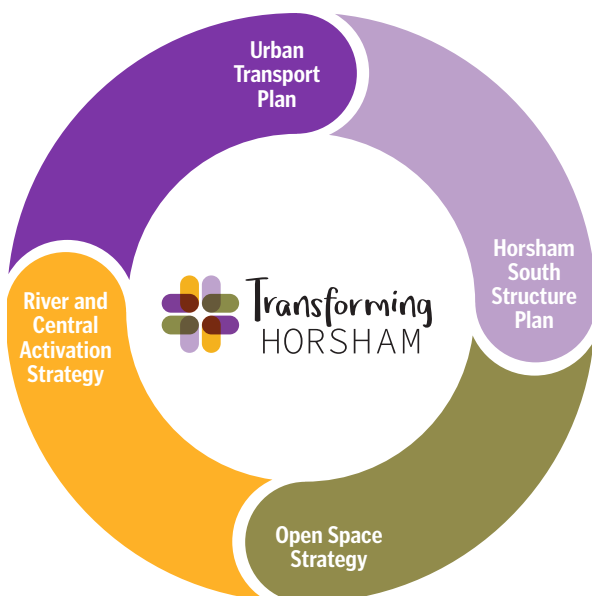 Urban
Transport
Plan
Horsham
South
Structure
Plan
River and
Central
Activation
Strategy
Transforming
HORSHAM
Open Space
Strategy